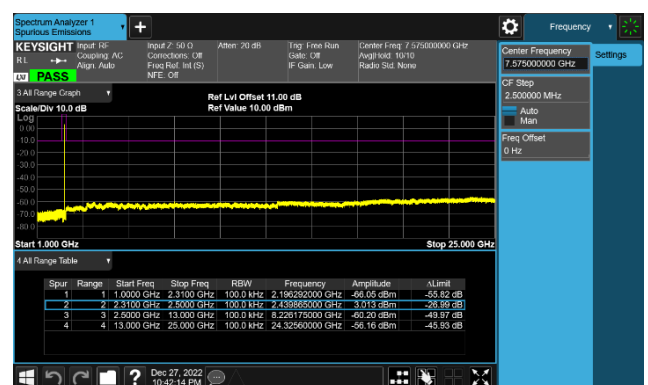 Spectrum Analyzer 1
Spurious Emissions
Frequency
KEYSIGHT
RL
Input: RF
Coupling: AC
Align: Auto
Input Z: 50 Ω
Corrections: Off
Freq Ref: Int (S)
NFE: Off
Atten: 20 dB
Trig: Free Run
Gate: Off
IF Gain: Low
Center Freq: 7.575000000 GHz
Avg|Hold: 10/10
Radio Std: None
PASS
3 All Range Graph
Scale/Div 10.0 dB
Ref Lvl Offset 11.00 dB
Ref Value 10.00 dBm
Log
0.00
-10.0
-20.0
-30.0
-40.0
-50.0
-60.0
-70.0
-80.0
Start 1.000 GHz
Stop 25.000 GHz
4 All Range Table
Spur Range Start Freq Stop Freq RBW Frequency Amplitude ΔLimit
1 1 1.0000 GHz 2.3100 GHz 100.0 kHz 2.196292000 GHz -66.05 dBm -55.82 dB
2 2 2.3100 GHz 2.5000 GHz 100.0 kHz 2.439865000 GHz 3.013 dBm -26.99 dB
3 3 2.5000 GHz 13.000 GHz 100.0 kHz 8.226175000 GHz -60.20 dBm -49.97 dB
4 4 13.000 GHz 25.000 GHz 100.0 kHz 24.32560000 GHz -56.16 dBm -45.93 dB
Dec 27, 2022
10:42:14 PM
Center Frequency
7.575000000 GHz
Settings
CF Step
2.500000 MHz
Auto
Man
Freq Offset
0 Hz